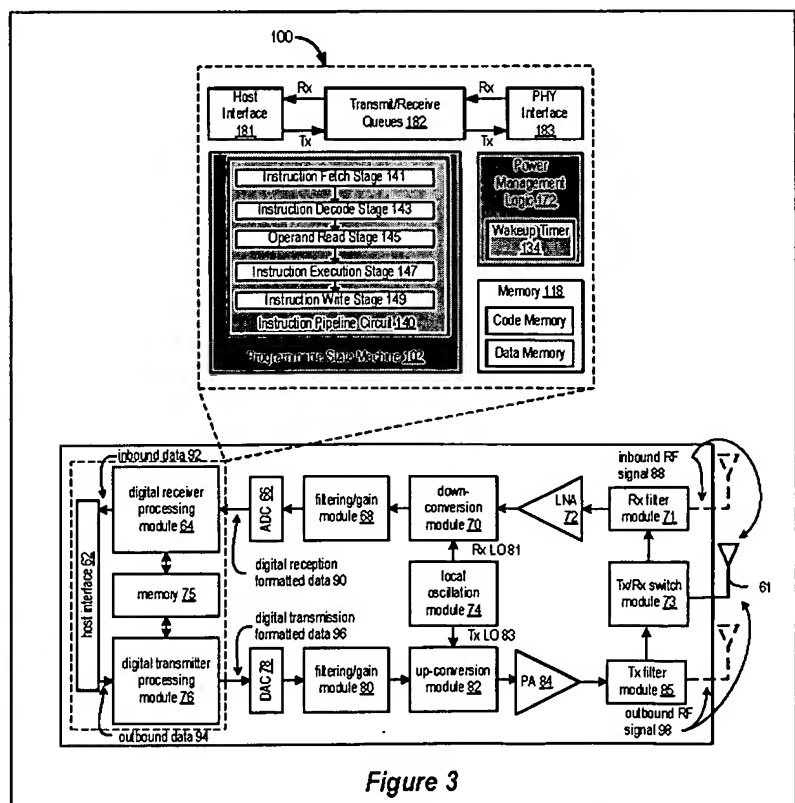 100
Host
Interface
181
Rx
Tx
Transmit/Receive
Queues 182
Rx
Tx
PHY
Interface
183
Instruction Fetch Stage 141
Instruction Decode Stage 143
Operand Read Stage 145
Instruction Execution Stage 147
Instruction Write Stage 149
Instruction Pipeline Circuit 140
Programmable State Machine 102
Power
Management
Logic 172
Wakeup Timer
134
Memory 118
Code Memory
Data Memory
inbound data 92
host interface 62
digital receiver
processing
module 64
memory 75
digital transmitter
processing
module 76
outbound data 94
ADC 66
digital reception
formatted data 90
digital transmission
formatted data 96
DAC 78
filtering/gain
module 68
filtering/gain
module 80
down-
conversion
module 70
Rx LO 81
local
oscillation
module 74
Tx LO 83
up-conversion
module 82
LNA
72
PA 84
inbound RF
signal 88
Rx filter
module 71
Tx/Rx switch
module 73
61
Tx filter
module 85
outbound RF
signal 98
Figure 3